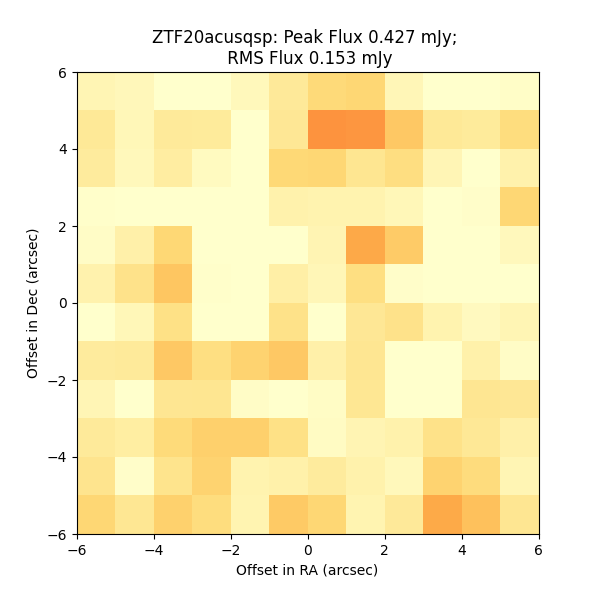 ZTF20acusqsp: Peak Flux 0.427 mJy;
RMS Flux 0.153 mJy
6
4
2
0
−2
−4
−6
Offset in Dec (arcsec)
−6 −4 −2 0 2 4 6
Offset in RA (arcsec)